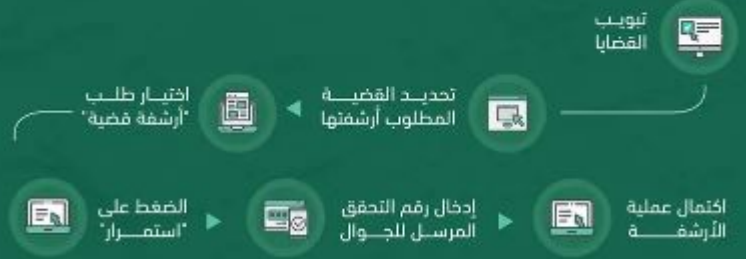 تبويب
القضايا
تحديد القضية
المطلوب أرشفتها
اختيار طلب
"أرشفة قضية"
الضغط على
"استمرار"
إدخال رقم التحقق
المرسل للجوال
اكتمال عملية
الأرشفة